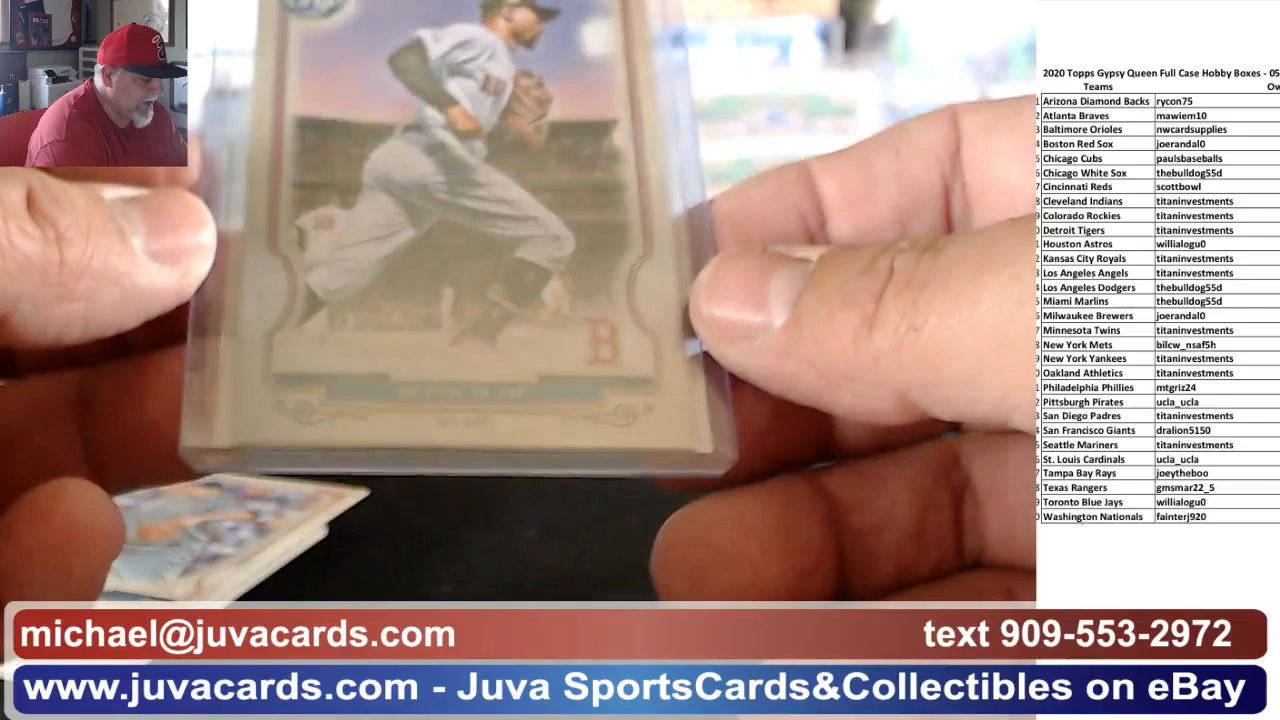 2020 Topps Gypsy Queen Full Case Hobby Boxes - 05
Teams Ow
Arizona Diamond Backs rycon75
2 Atlanta Braves mawiem10
3 Baltimore Orioles nwcardsupplies
4 Boston Red Sox joerandal0
5 Chicago Cubs paulsbaseballs
6 Chicago White Sox thebulldog55d
7 Cincinnati Reds scottbowl
8 Cleveland Indians titaninvestments
9 Colorado Rockies titaninvestments
0 Detroit Tigers titaninvestments
1 Houston Astros willialogu0
2 Kansas City Royals titaninvestments
3 Los Angeles Angels titaninvestments
4 Los Angeles Dodgers thebulldog55d
5 Miami Marlins thebulldog55d
6 Milwaukee Brewers joerandal0
7 Minnesota Twins titaninvestments
8 New York Mets bilcw_nsaf5h
9 New York Yankees titaninvestments
0 Oakland Athletics titaninvestments
1 Philadelphia Phillies mtgriz24
2 Pittsburgh Pirates ucla_ucla
3 San Diego Padres titaninvestments
4 San Francisco Giants dralion5150
5 Seattle Mariners titaninvestments
6 St. Louis Cardinals ucla_ucla
7 Tampa Bay Rays joeytheboo
8 Texas Rangers gmsmar22_5
9 Toronto Blue Jays willialogu0
0 Washington Nationals fainterj920
B
michael@juvacards.com text 909-553-2972
www.juvacards.com - Juva SportsCards&Collectibles on eBay